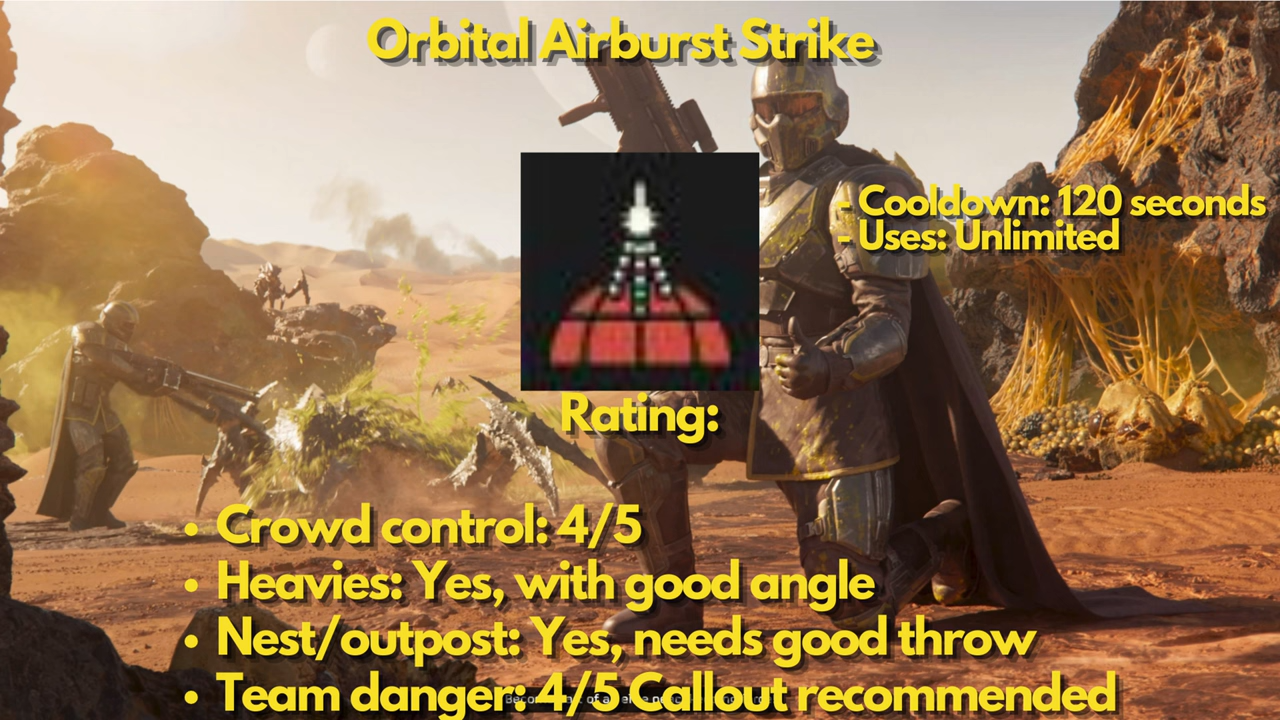 Orbital Airburst Strike
- Cooldown: 120 seconds
- Uses: Unlimited
Rating:
• Crowd control: 4/5
• Heavies: Yes, with good angle
• Nest/outpost: Yes, needs good throw
• Team danger: 4/5 Callout recommended